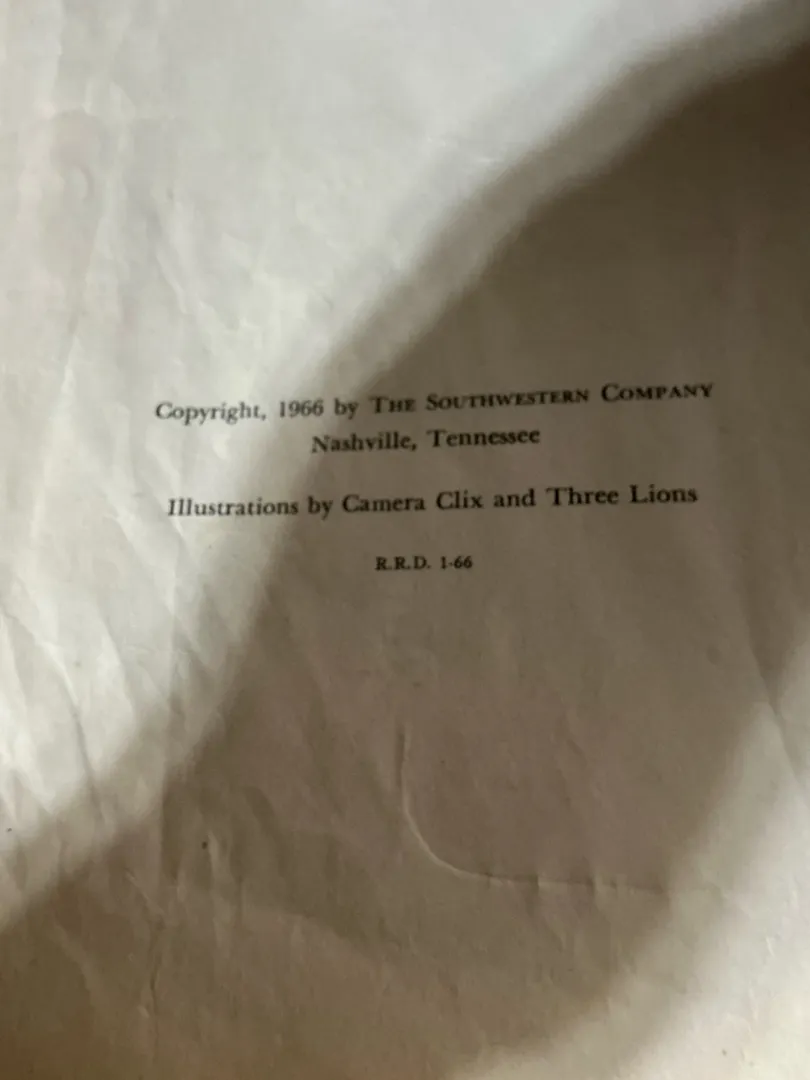 Copyright, 1966 by THE SOUTHWESTERN COMPANY
Nashville, Tennessee
Illustrations by Camera Clix and Three Lions
R.R.D. 1-66